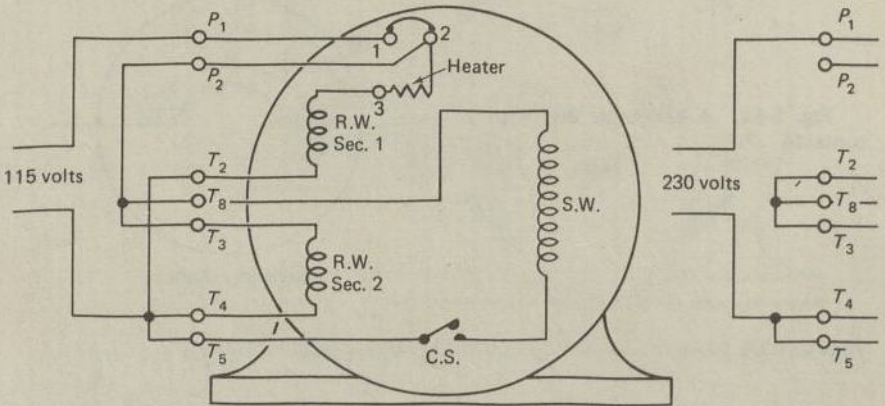 P1
P2
1
2
Heater
3
R.W.
Sec. 1
115 volts
T2
T8
T3
S.W.
R.W.
Sec. 2
T4
T5
C.S.
P1
P2
230 volts
T2
T8
T3
T4
T5